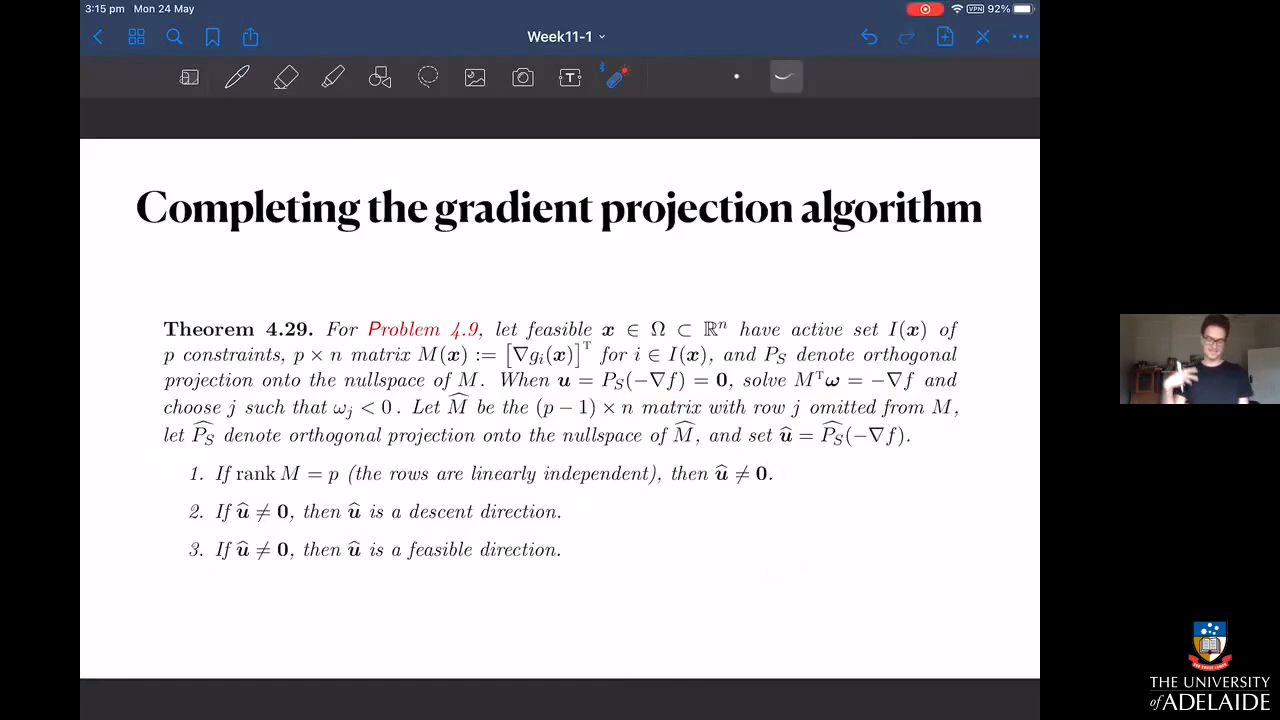 3:15 pm Mon 24 May
VPN 92%
Week11-1
T
Completing the gradient projection algorithm
Theorem 4.29. For Problem 4.9, let feasible x ∈ Ω ⊂ ℝⁿ have active set I(x) of
p constraints, p × n matrix M(x) := [∇gᵢ(x)]ᵀ for i ∈ I(x), and P_S denote orthogonal
projection onto the nullspace of M. When u = P_S(−∇f) = 0, solve Mᵀω = −∇f and
choose j such that ωⱼ < 0. Let M̂ be the (p − 1) × n matrix with row j omitted from M,
let P̂_S denote orthogonal projection onto the nullspace of M̂, and set û = P̂_S(−∇f).
1. If rank M = p (the rows are linearly independent), then û ≠ 0.
2. If û ≠ 0, then û is a descent direction.
3. If û ≠ 0, then û is a feasible direction.
THE UNIVERSITY
of ADELAIDE